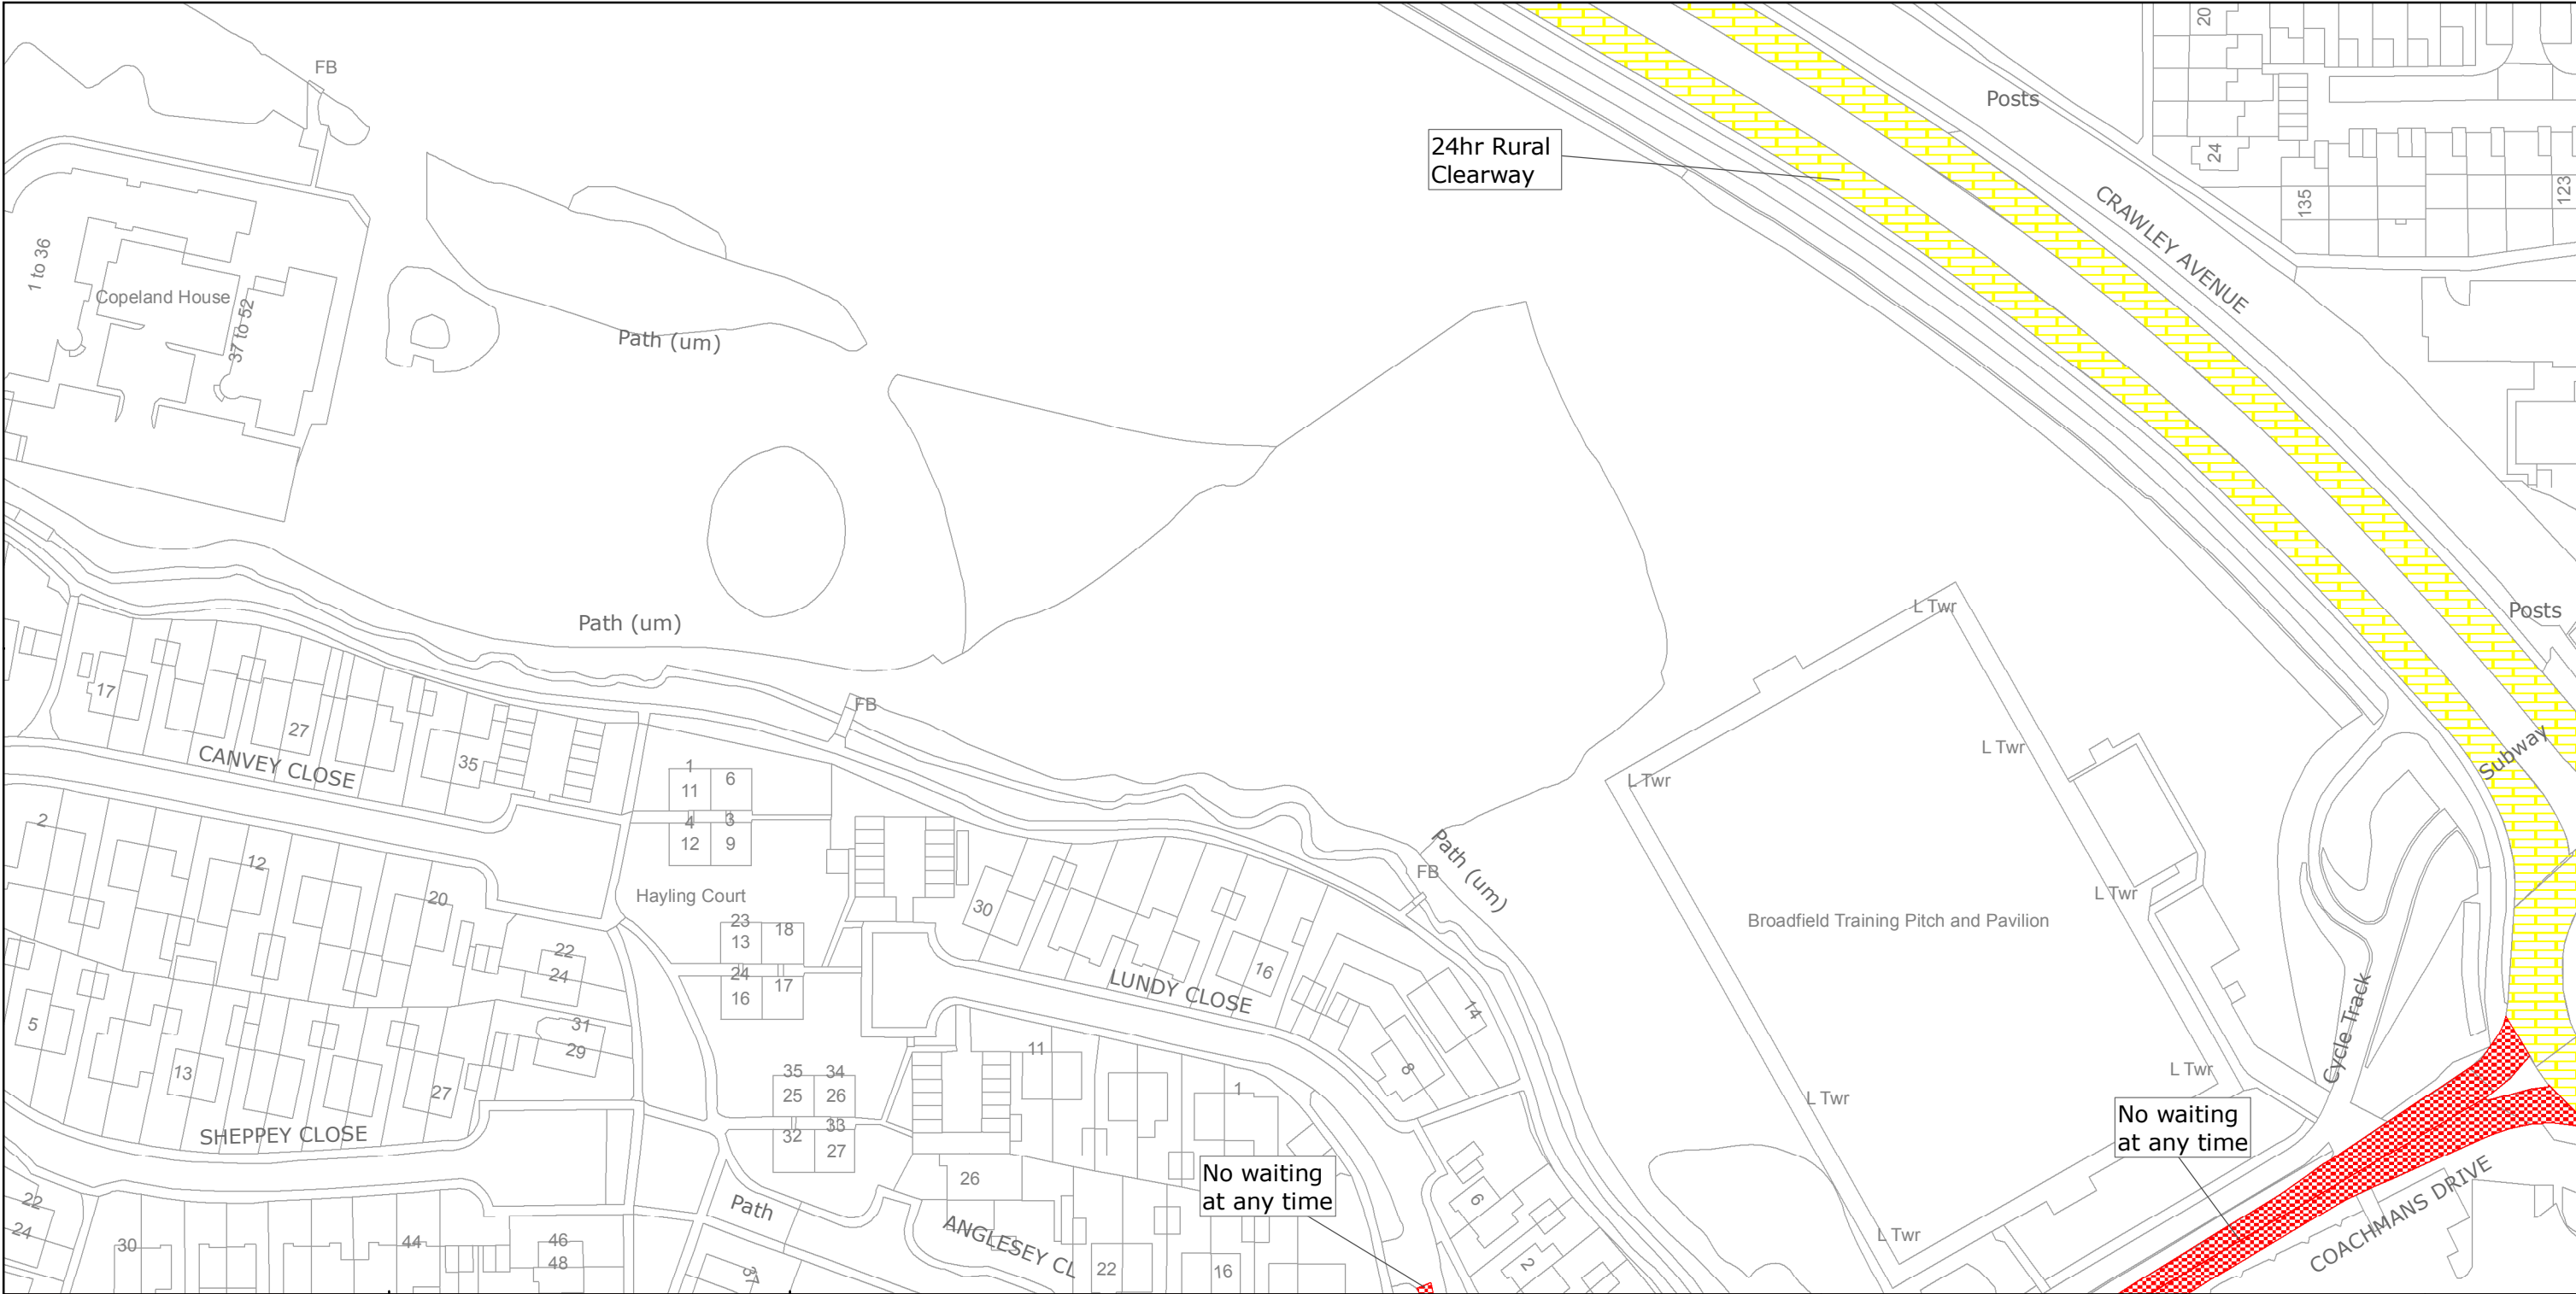 FB
Posts
20
24
135
123
24hr Rural
Clearway
CRAWLEY AVENUE
1 to 36
Copeland House
37 to 52
Path (um)
Path (um)
L Twr
Posts
17
27
35
CANVEY CLOSE
FB
L Twr
L Twr
Subway
1
6
11
4
3
12
9
2
12
20
Hayling Court
FB
Path (um)
L Twr
Broadfield Training Pitch and Pavilion
30
16
14
LUNDY CLOSE
23
18
13
24
17
16
22
24
5
13
27
31
29
11
8
1
Cycle Track
L Twr
L Twr
35
34
25
26
33
32
27
SHEPPEY CLOSE
No waiting
at any time
No waiting
at any time
26
6
2
Path
ANGLESEY CL
22
16
37
22
24
30
44
46
48
L Twr
COACHMANS DRIVE